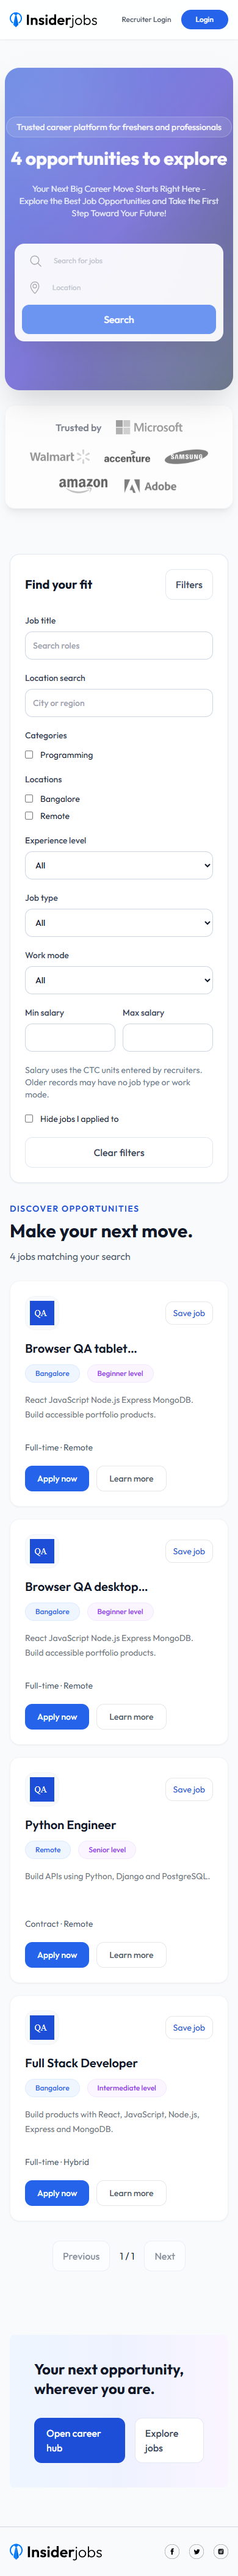 Insiderjobs
Recruiter Login
Login
Trusted career platform for freshers and professionals
4 opportunities to explore
Your Next Big Career Move Starts Right Here -
Explore the Best Job Opportunities and Take the First
Step Toward Your Future!
Search for jobs
Location
Search
Trusted by
Microsoft
Walmart
accenture
SAMSUNG
amazon
Adobe
Find your fit
Filters
Job title
Search roles
Location search
City or region
Categories
Programming
Locations
Bangalore
Remote
Experience level
All
Job type
All
Work mode
All
Min salary
Max salary
Salary uses the CTC units entered by recruiters.
Older records may have no job type or work
mode.
Hide jobs I applied to
Clear filters
DISCOVER OPPORTUNITIES
Make your next move.
4 jobs matching your search
QA
Save job
Browser QA tablet...
Bangalore
Beginner level
React JavaScript Node.js Express MongoDB.
Build accessible portfolio products.
Full-time · Remote
Apply now
Learn more
QA
Save job
Browser QA desktop...
Bangalore
Beginner level
React JavaScript Node.js Express MongoDB.
Build accessible portfolio products.
Full-time · Remote
Apply now
Learn more
QA
Save job
Python Engineer
Remote
Senior level
Build APIs using Python, Django and PostgreSQL.
Contract · Remote
Apply now
Learn more
QA
Save job
Full Stack Developer
Bangalore
Intermediate level
Build products with React, JavaScript, Node.js,
Express and MongoDB.
Full-time · Hybrid
Apply now
Learn more
Previous
1 / 1
Next
Your next opportunity,
wherever you are.
Open career
hub
Explore
jobs
Insiderjobs